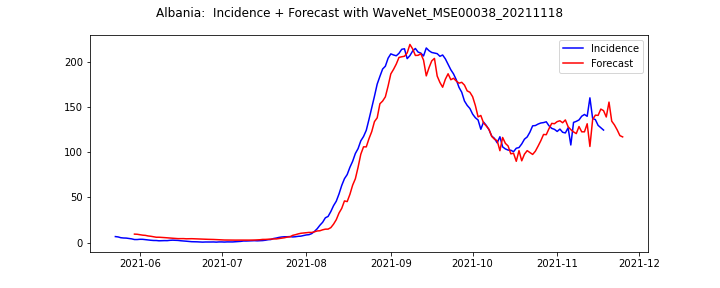 Albania:  Incidence + Forecast with WaveNet_MSE00038_20211118
Incidence
Forecast
200
150
100
50
0
2021-06 2021-07 2021-08 2021-09 2021-10 2021-11 2021-12